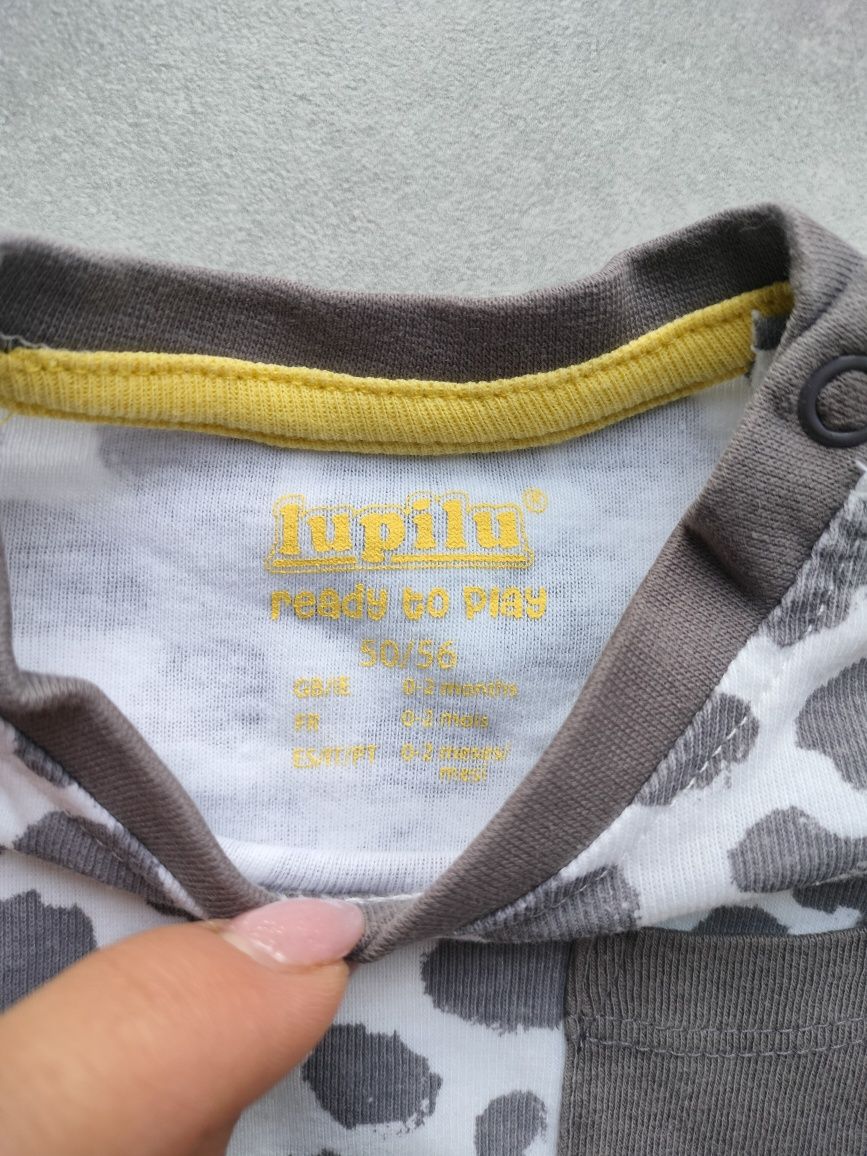 lupilu®
ready to play
50/56
GB/IE 0-2 months
FR 0-2 mois
ES/IT/PT 0-2 meses/
mesi